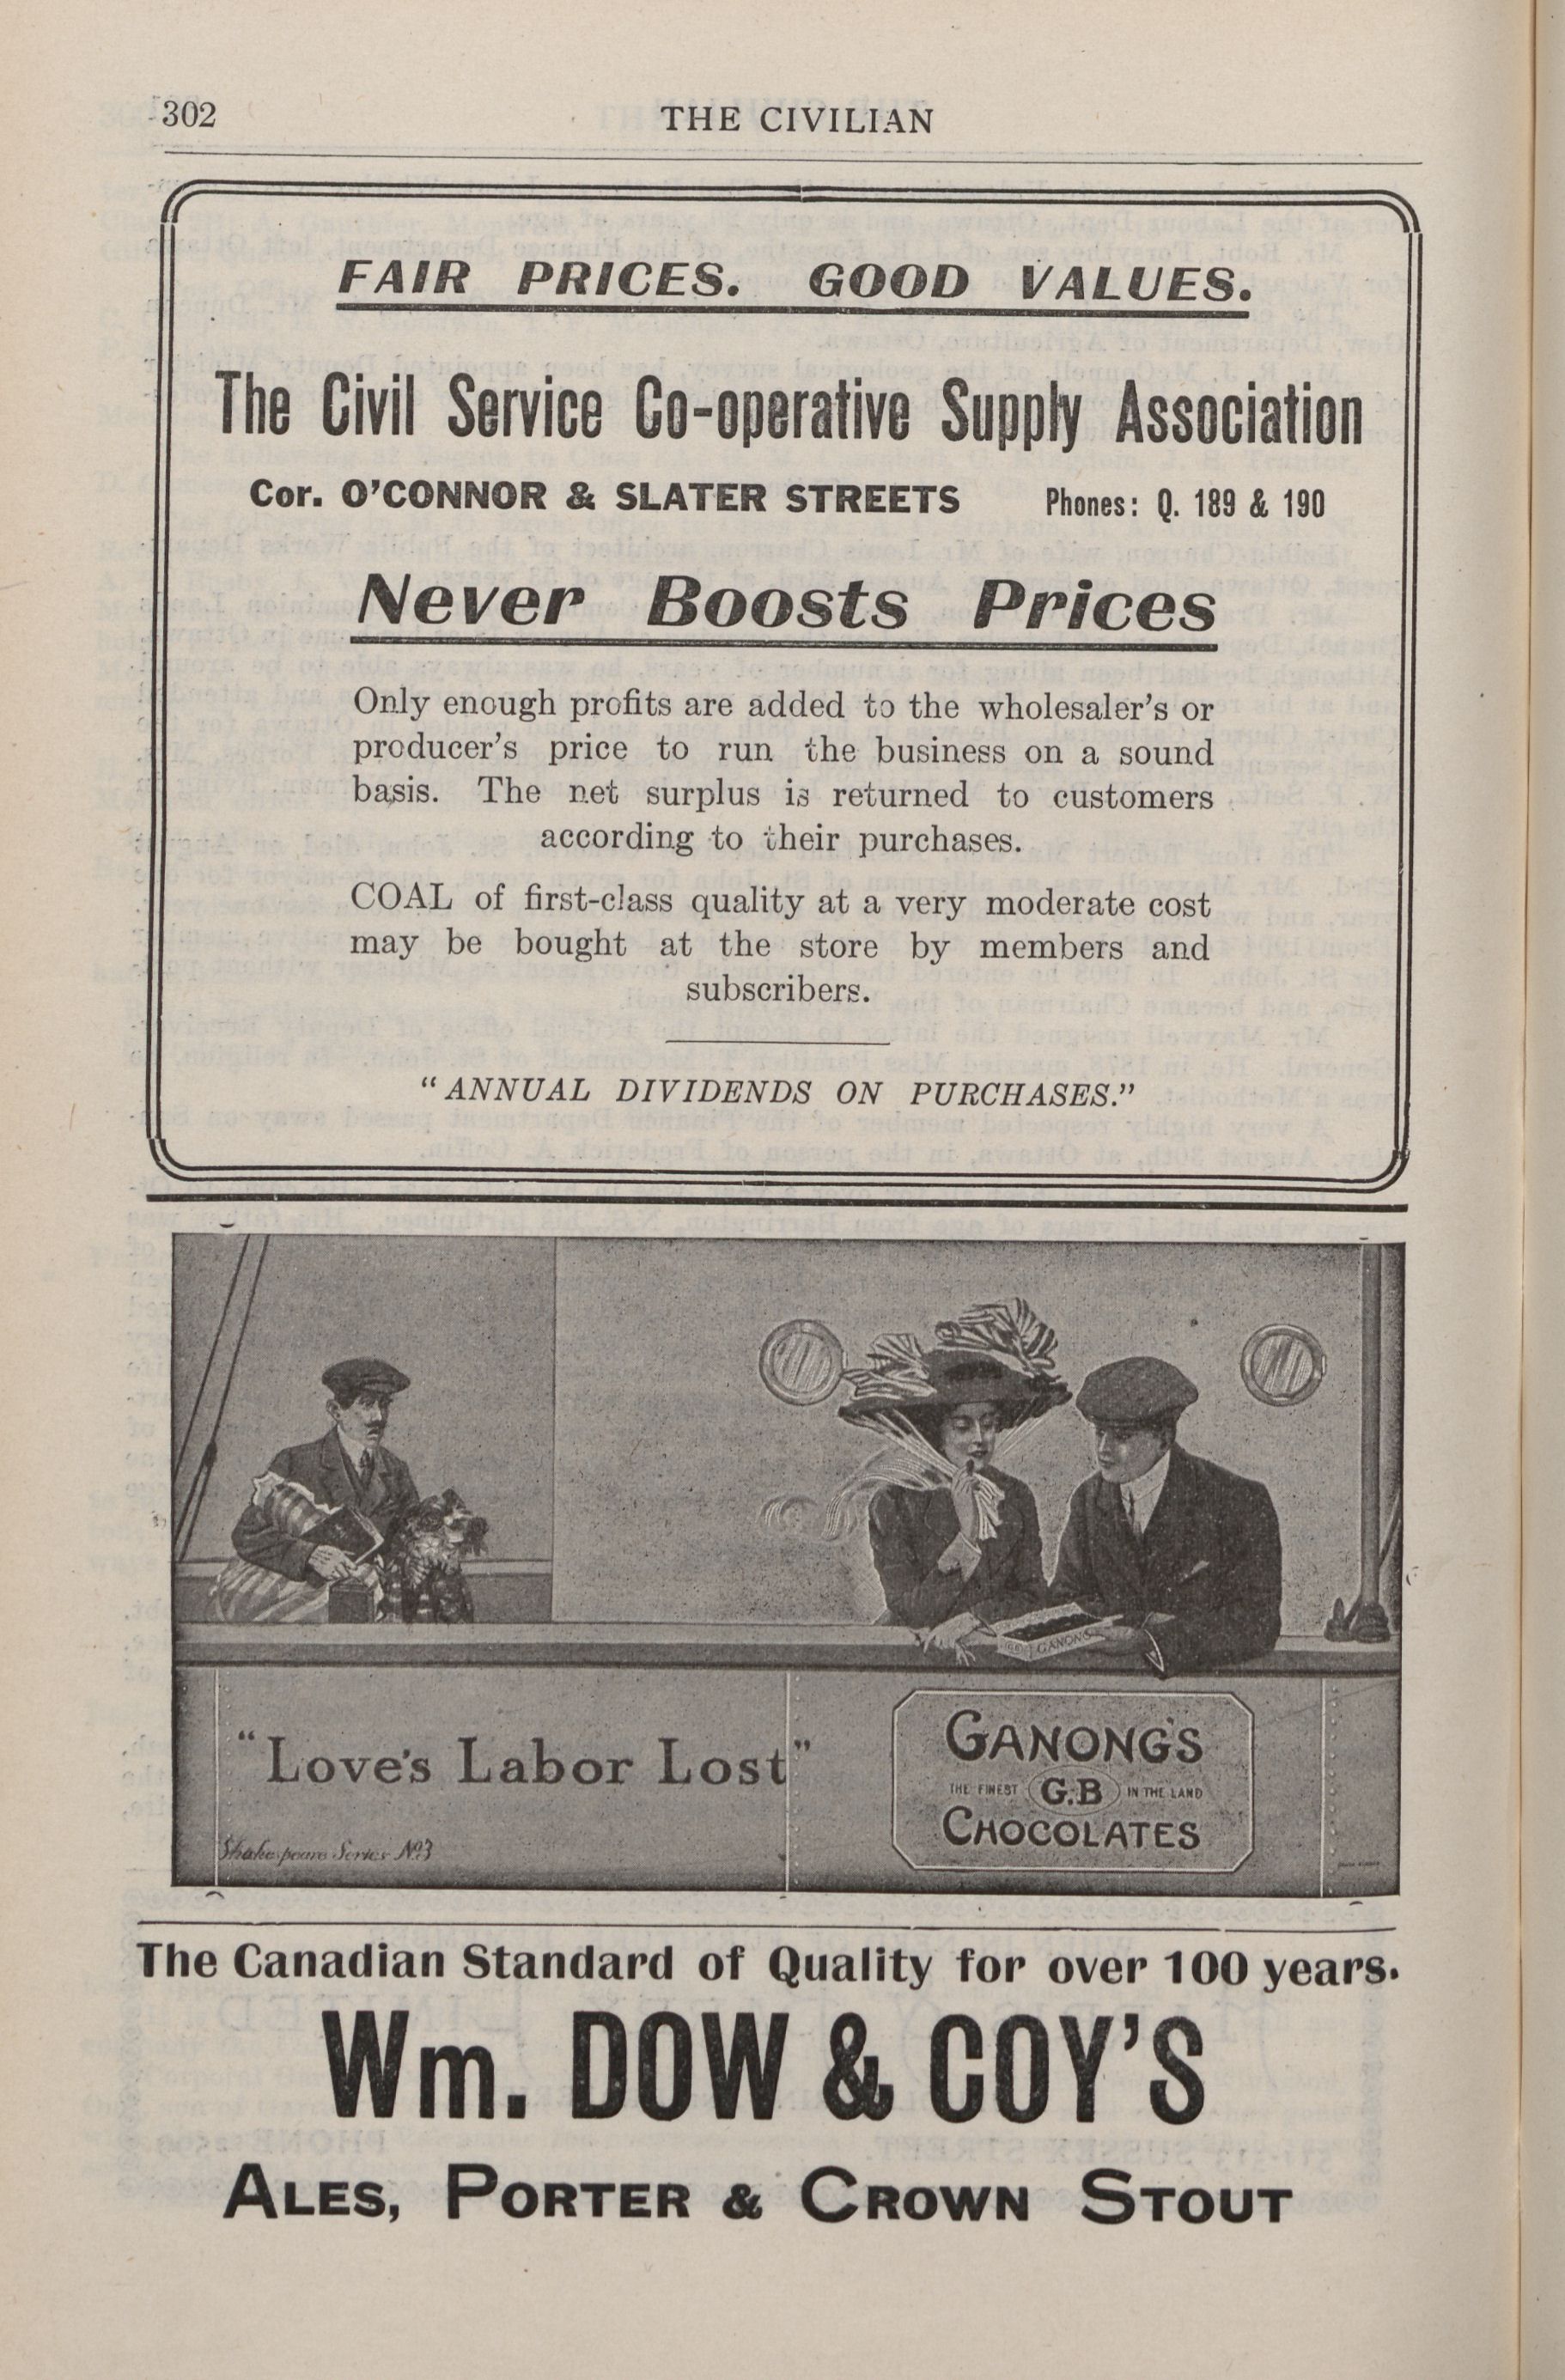 302
THE CIVILIAN
FAIR PRICES. GOOD VALUES.
The Civil Service Co-operative Supply Association
Cor. O'CONNOR & SLATER STREETS Phones: Q. 189 & 190
Never Boosts Prices
Only enough profits are added to the wholesaler's or
producer's price to run the business on a sound
basis. The net surplus is returned to customers
according to their purchases.
COAL of first-class quality at a very moderate cost
may be bought at the store by members and
subscribers.
"ANNUAL DIVIDENDS ON PURCHASES."
GANONG'S
"Love's Labor Lost"
Shakespeare Series No. 3
GANONG'S
THE FINEST G.B IN THE LAND
CHOCOLATES
The Canadian Standard of Quality for over 100 years.
Wm. DOW & COY'S
ALES, PORTER & CROWN STOUT